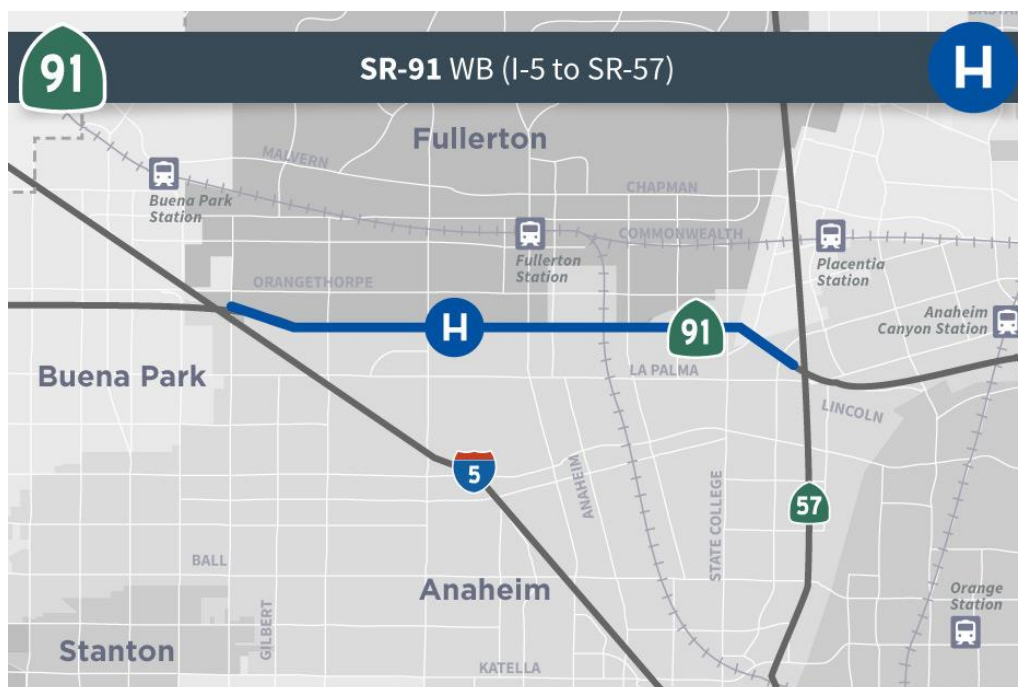 91
SR-91 WB (I-5 to SR-57)
H
Fullerton
MALVERN
CHAPMAN
Buena Park
Station
COMMONWEALTH
Fullerton
Station
Placentia
Station
ORANGETHORPE
Anaheim
Canyon Station
H
91
Buena Park
LA PALMA
LINCOLN
5
ANAHEIM
STATE COLLEGE
57
BALL
Anaheim
Orange
Station
GILBERT
Stanton
KATELLA